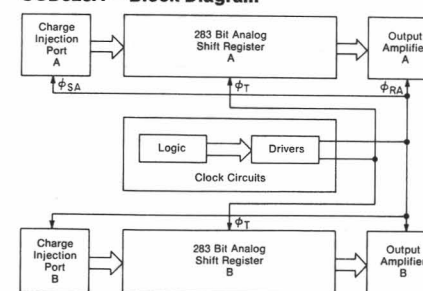 Block Diagram
Charge
Injection
Port
A
283 Bit Analog
Shift Register
A
Output
Amplifier
A
ϕSA
ϕT
ϕRA
Logic
Drivers
Clock Circuits
ϕT
Charge
Injection
Port
B
283 Bit Analog
Shift Register
B
Output
Amplifier
B